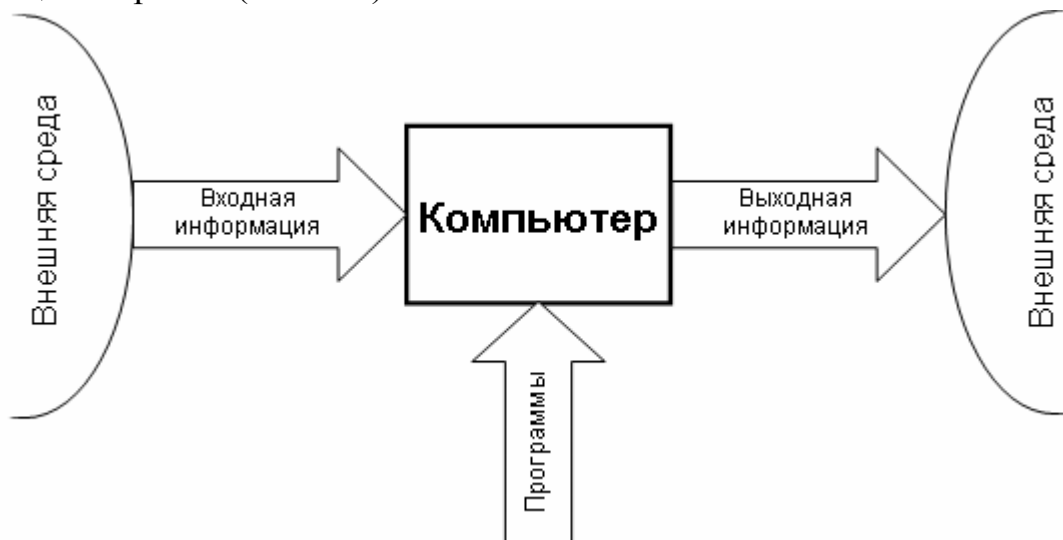 Внешняя среда
Входная
информация
Компьютер
Выходная
информация
Внешняя среда
Программы